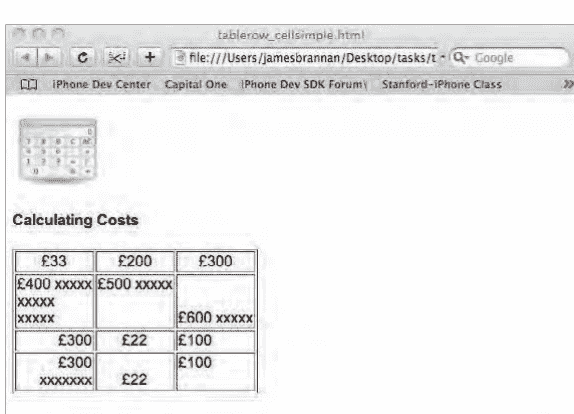 tablerow_cellsimple.html
file:///Users/jamesbrannan/Desktop/tasks/t
Google
iPhone Dev Center Capital One iPhone Dev SDK Forum Stanford-iPhone Class
Calculating Costs
£33 £200 £300
£400 xxxxx £500 xxxxx
xxxxx
xxxxx £600 xxxxx
£300 £22 £100
£300 £100
xxxxxxx £22